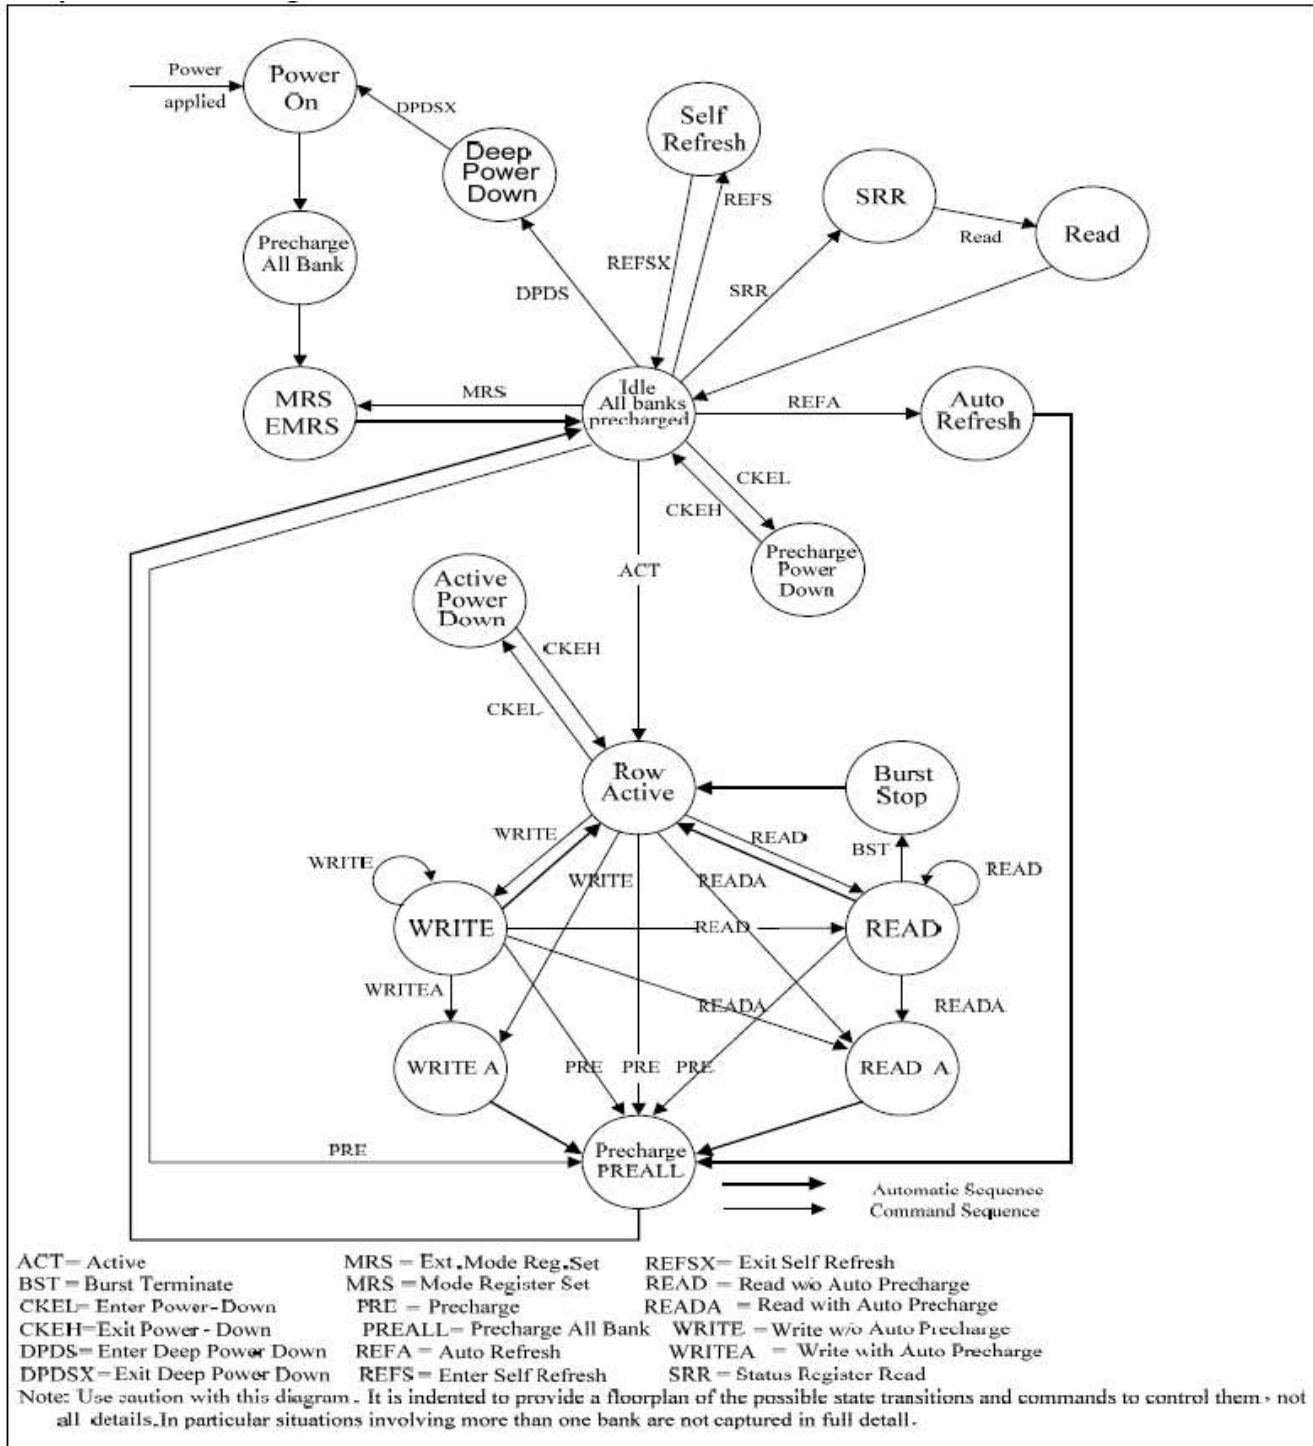 Power
applied
Power
On
DPDSX
Deep
Power
Down
Self
Refresh
REFS
REFSX
SRR
Read
Read
Precharge
All Bank
DPDS
SRR
MRS
EMRS
MRS
Idle
All banks
precharged
REFA
Auto
Refresh
CKEL
CKEH
Precharge
Power
Down
ACT
Active
Power
Down
CKEH
CKEL
Row
Active
Burst
Stop
WRITE
READ
BST
WRITE
WRITE
READA
READ
WRITE
READ
READ
WRITEA
READA
READA
WRITE A
PRE
PRE
PRE
READ A
PRE
Precharge
PREALL
Automatic Sequence
Command Sequence
ACT= Active MRS = Ext.Mode Reg.Set REFSX= Exit Self Refresh
BST = Burst Terminate MRS = Mode Register Set READ = Read w/o Auto Precharge
CKEL= Enter Power-Down PRE = Precharge READA = Read with Auto Precharge
CKEH=Exit Power - Down PREALL= Precharge All Bank WRITE = Write w/o Auto Precharge
DPDS= Enter Deep Power Down REFA = Auto Refresh WRITEA = Write with Auto Precharge
DPDSX= Exit Deep Power Down REFS = Enter Self Refresh SRR = Status Register Read
Note: Use caution with this diagram. It is indented to provide a floorplan of the possible state transitions and commands to control them, not
all details.In particular situations involving more than one bank are not captured in full detall.